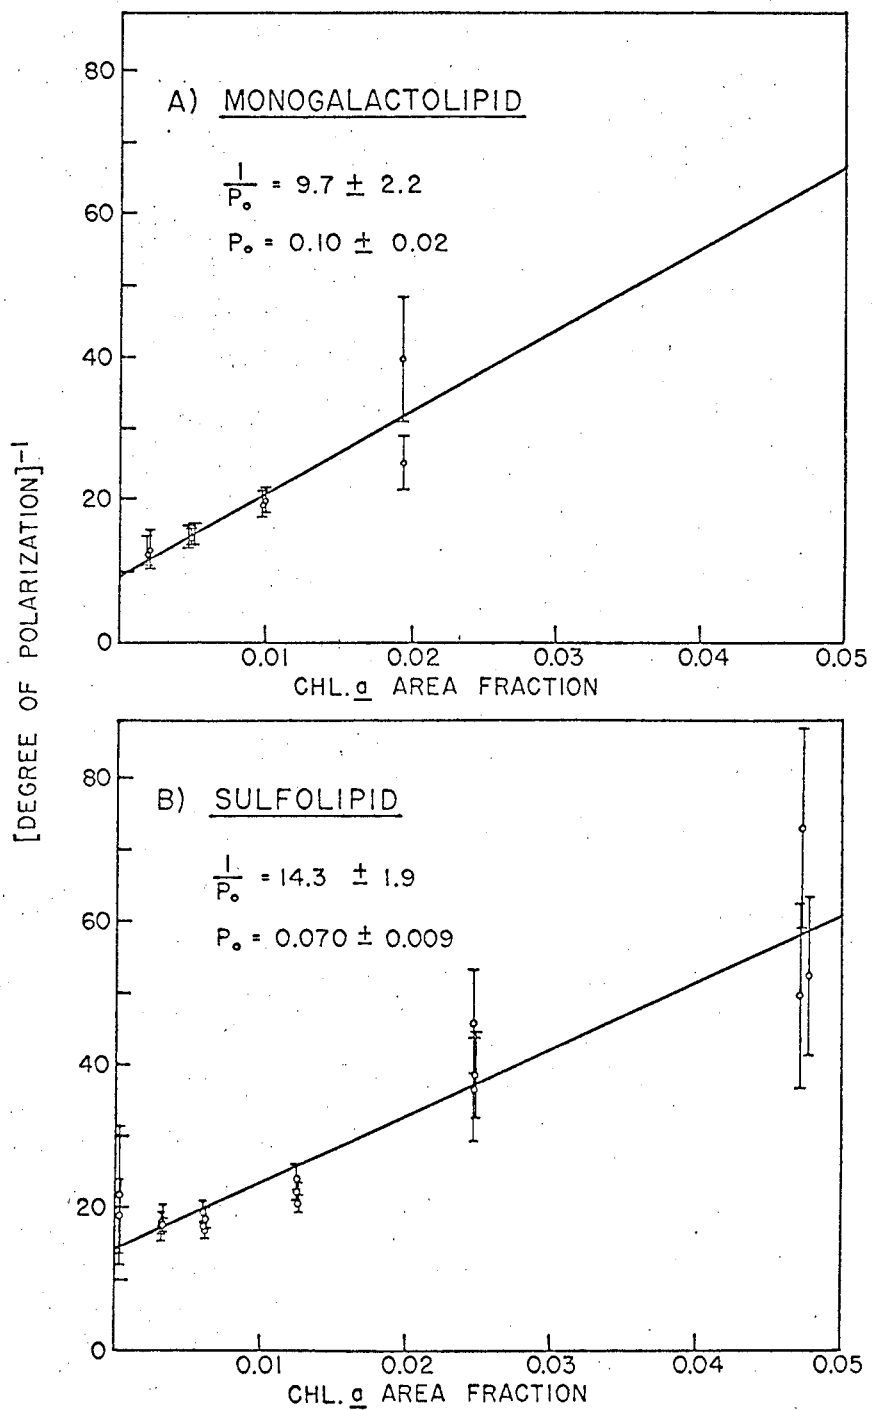 [DEGREE OF POLARIZATION]⁻¹
80
A) MONOGALACTOLIPID
1/P₀ = 9.7 ± 2.2
60
P₀ = 0.10 ± 0.02
40
20
0
0.01 0.02 0.03 0.04 0.05
CHL. a AREA FRACTION
80
B) SULFOLIPID
1/P₀ = 14.3 ± 1.9
60
P₀ = 0.070 ± 0.009
40
20
0
0.01 0.02 0.03 0.04 0.05
CHL. a AREA FRACTION